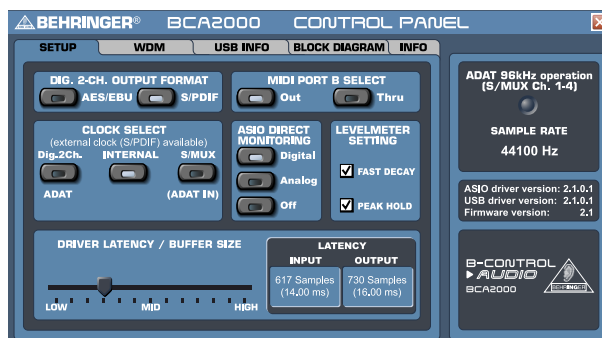 BEHRINGER® BCA2000 CONTROL PANEL
SETUP WDM USB INFO BLOCK DIAGRAM INFO
DIG. 2-CH. OUTPUT FORMAT
AES/EBU S/PDIF
MIDI PORT B SELECT
Out Thru
CLOCK SELECT
(external clock (S/PDIF) available)
Dig.2Ch. INTERNAL S/MUX
ADAT (ADAT IN)
ASIO DIRECT
MONITORING
Digital
Analog
Off
LEVELMETER
SETTING
FAST DECAY
PEAK HOLD
DRIVER LATENCY / BUFFER SIZE
LOW MID HIGH
LATENCY
INPUT OUTPUT
617 Samples 730 Samples
(14.00 ms) (16.00 ms)
ADAT 96kHz operation
(S/MUX Ch. 1-4)
SAMPLE RATE
44100 Hz
ASIO driver version: 2.1.0.1
USB driver version: 2.1.0.1
Firmware version: 2.1
B-CONTROL
AUDIO
BCA2000
BEHRINGER